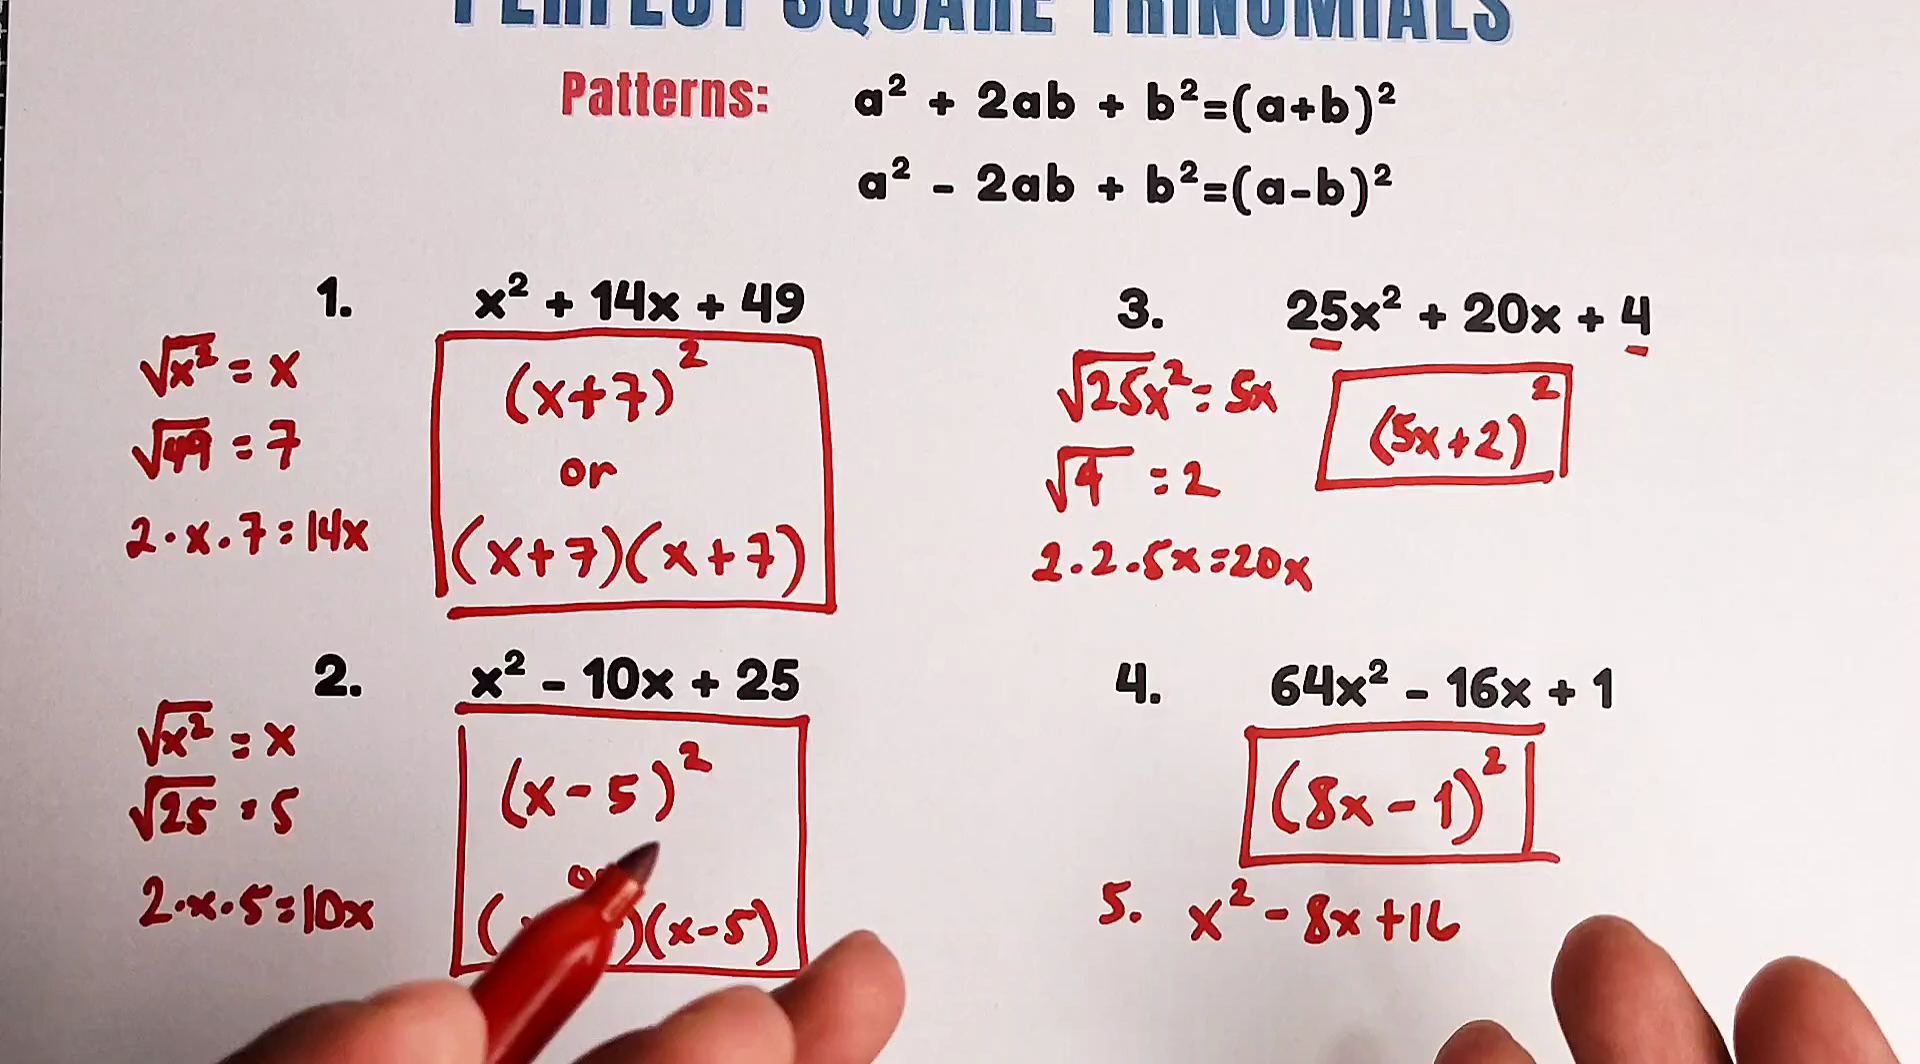 PERFECT SQUARE TRINOMIALS
Patterns: a² + 2ab + b²=(a+b)²
a² - 2ab + b²=(a-b)²
1. x² + 14x + 49
√x² = x
√49 = 7
2·x·7=14x
(x+7)²
or
(x+7)(x+7)
2. x² - 10x + 25
√x² = x
√25 = 5
2·x·5=10x
(x-5)²
(x-5)
3. 25x² + 20x + 4
√25x² = 5x
√4 = 2
2·2·5x=20x
(5x+2)²
4. 64x² - 16x + 1
(8x-1)²
5. x² - 8x + 16